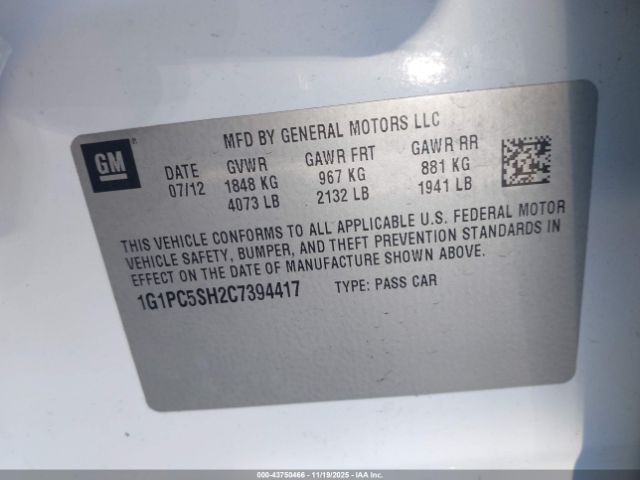 MFD BY GENERAL MOTORS LLC
GM
DATE GVWR GAWR FRT GAWR RR
07/12 1848 KG 967 KG 881 KG
4073 LB 2132 LB 1941 LB
THIS VEHICLE CONFORMS TO ALL APPLICABLE U.S. FEDERAL MOTOR
VEHICLE SAFETY, BUMPER, AND THEFT PREVENTION STANDARDS IN
EFFECT ON THE DATE OF MANUFACTURE SHOWN ABOVE.
1G1PC5SH2C7394417 TYPE: PASS CAR
000-43750466 - 11/19/2025 - IAA Inc.